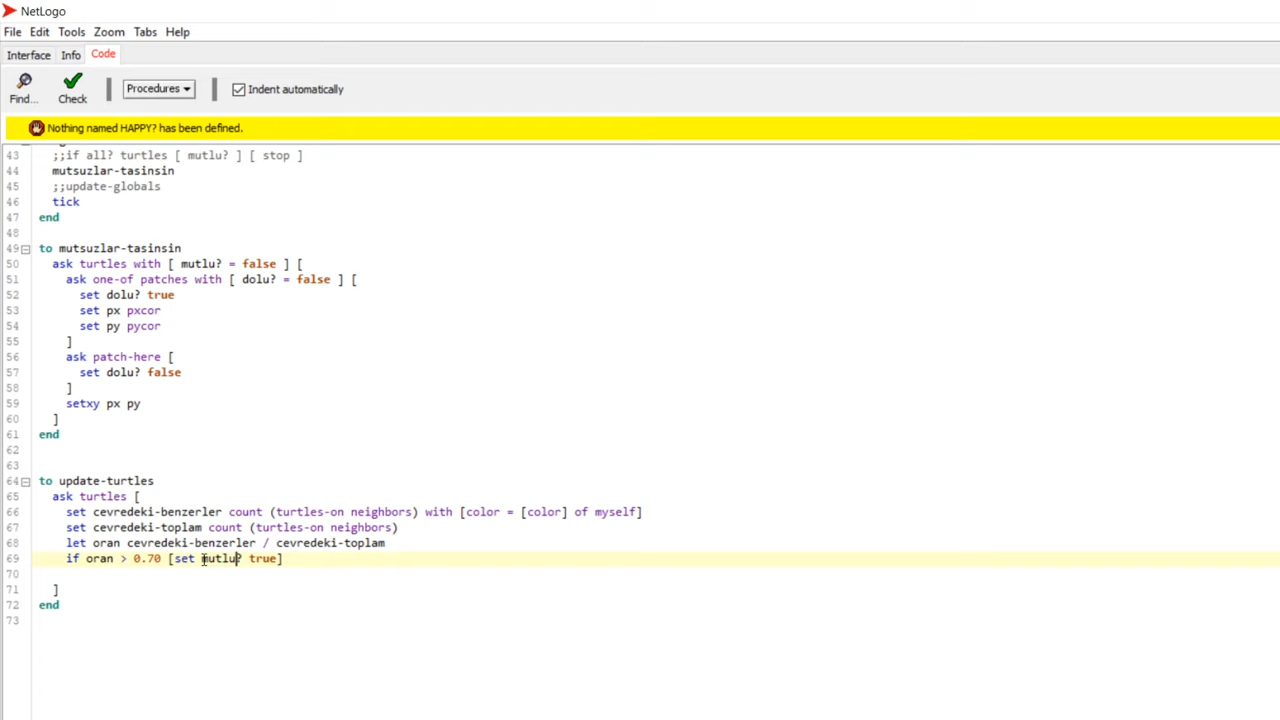 NetLogo
File Edit Tools Zoom Tabs Help
Interface Info Code
Find... Check Procedures Indent automatically
Nothing named HAPPY? has been defined.
43 ;;if all? turtles [ mutlu? ] [ stop ]
44 mutsuzlar-tasinsin
45 ;;update-globals
46 tick
47 end
48
49 to mutsuzlar-tasinsin
50 ask turtles with [ mutlu? = false ] [
51 ask one-of patches with [ dolu? = false ] [
52 set dolu? true
53 set px pxcor
54 set py pycor
55 ]
56 ask patch-here [
57 set dolu? false
58 ]
59 setxy px py
60 ]
61 end
62
63
64 to update-turtles
65 ask turtles [
66 set cevredeki-benzerler count (turtles-on neighbors) with [color = [color] of myself]
67 set cevredeki-toplam count (turtles-on neighbors)
68 let oran cevredeki-benzerler / cevredeki-toplam
69 if oran > 0.70 [set mutlu? true]
70
71 ]
72 end
73